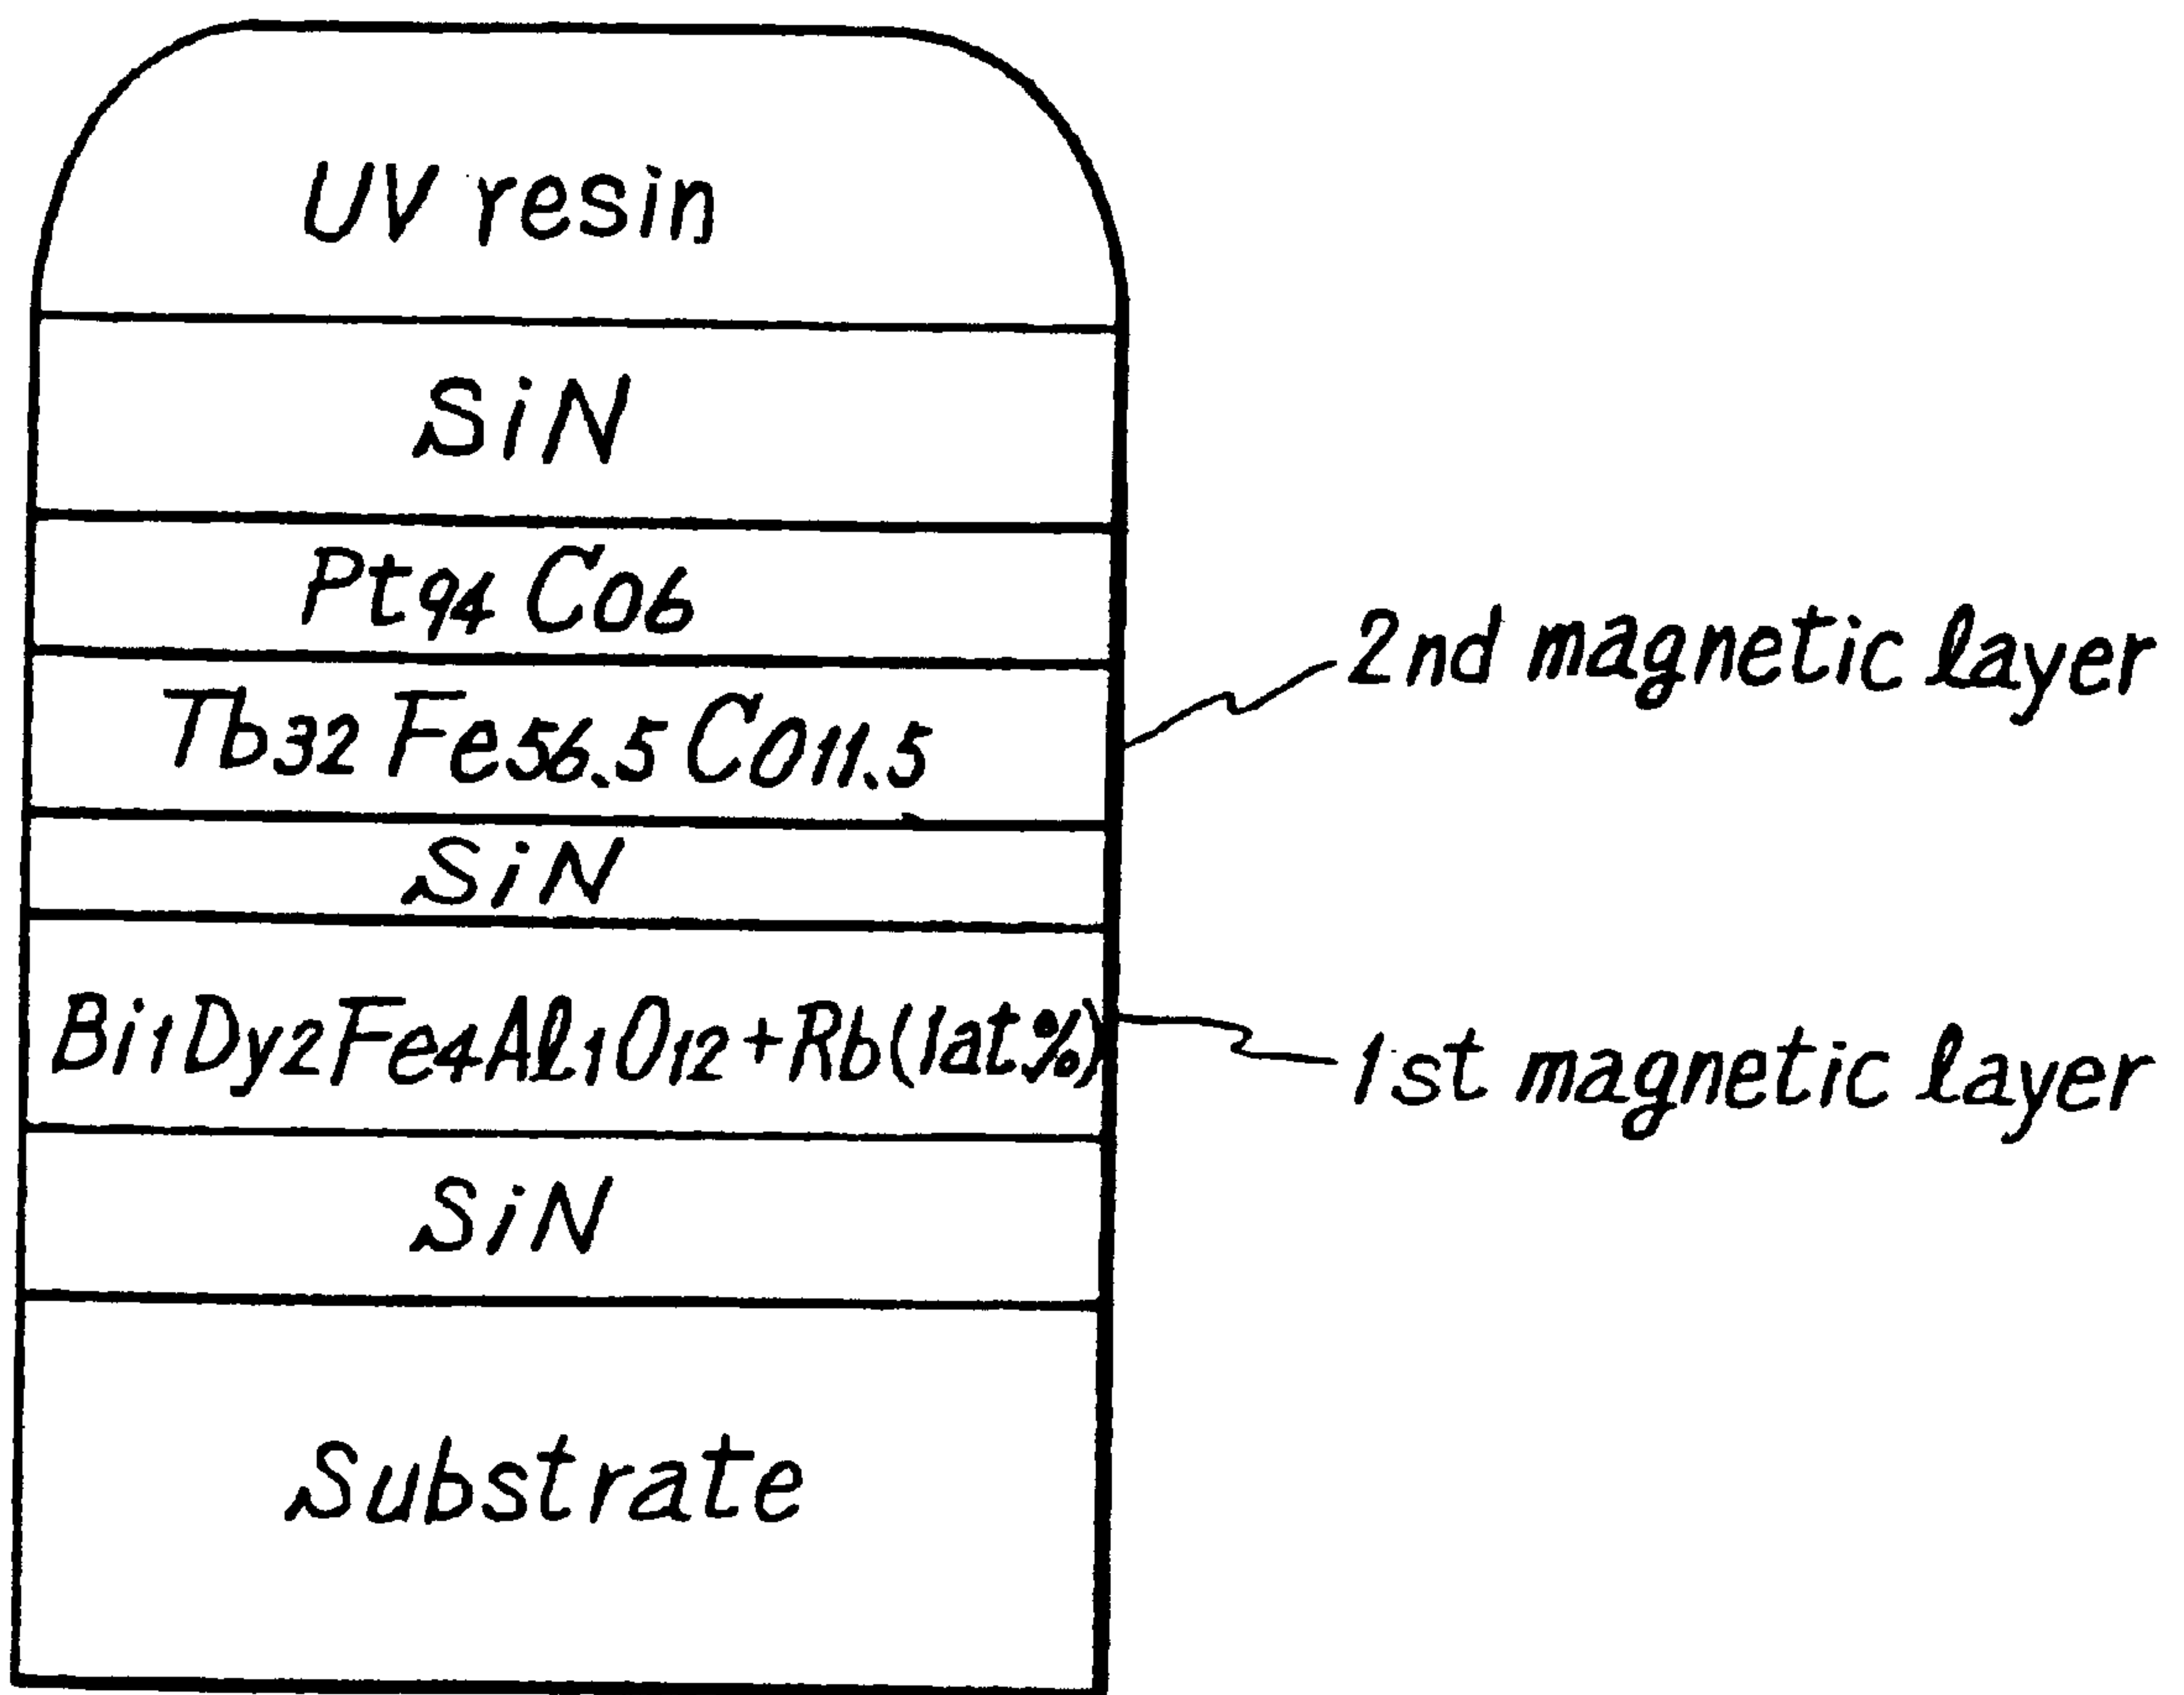 UV resin
SiN
Pt94 Co6
2nd magnetic layer
Tb32 Fe56.5 Co11.5
SiN
Bi1Dy2Fe4Al1O12+Rb(1at%)
1st magnetic layer
SiN
Substrate